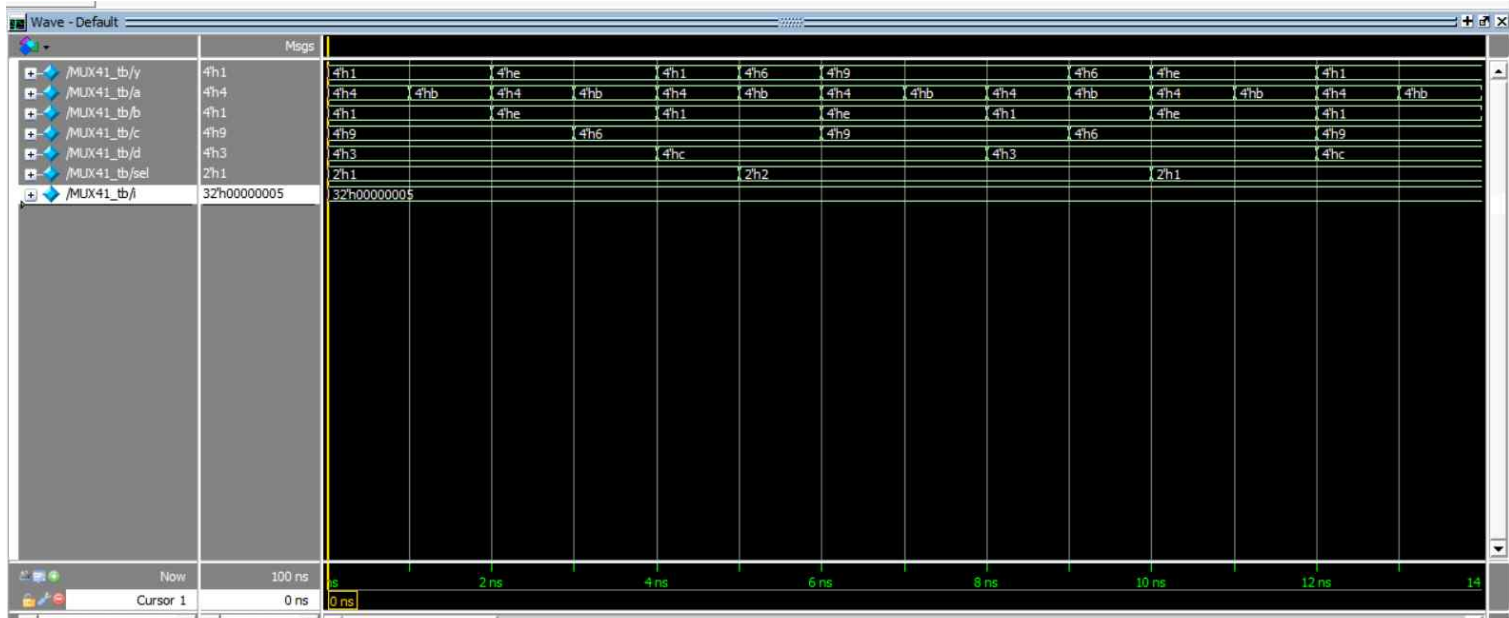 Wave - Default
Msgs
/MUX41_tb/y 4'h1 4'h1 4'he 4'h1 4'h6 4'h9 4'h6 4'he 4'h1
/MUX41_tb/a 4'h4 4'h4 4'hb 4'h4 4'hb 4'h4 4'hb 4'h4 4'hb 4'h4 4'hb 4'h4 4'hb 4'h4 4'hb
/MUX41_tb/b 4'h1 4'h1 4'he 4'h1 4'he 4'h1 4'he 4'h1
/MUX41_tb/c 4'h9 4'h9 4'h6 4'h9 4'h6 4'h9
/MUX41_tb/d 4'h3 4'h3 4'hc 4'h3 4'hc
/MUX41_tb/sel 2'h1 2'h1 2'h2 2'h1
/MUX41_tb/i 32'h00000005 32'h00000005
Now 100 ns ns 2 ns 4 ns 6 ns 8 ns 10 ns 12 ns 14
Cursor 1 0 ns 0 ns